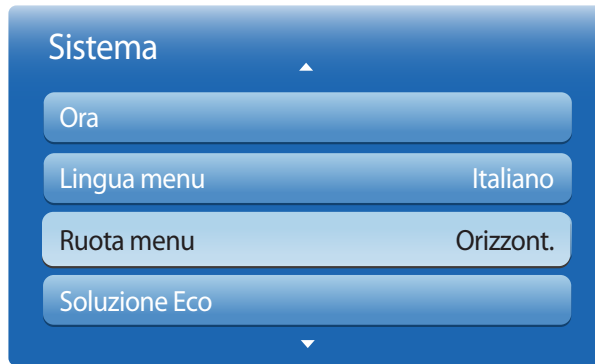 Sistema
Ora
Lingua menu Italiano
Ruota menu Orizzont.
Soluzione Eco